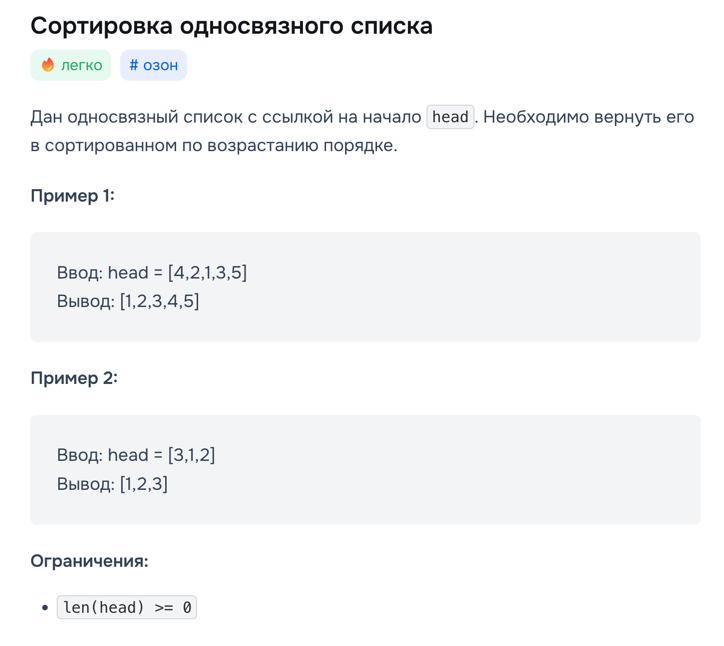 Сортировка односвязного списка
🔥 легко # озон
Дан односвязный список с ссылкой на начало head. Необходимо вернуть его
в сортированном по возрастанию порядке.
Пример 1:
Ввод: head = [4,2,1,3,5]
Вывод: [1,2,3,4,5]
Пример 2:
Ввод: head = [3,1,2]
Вывод: [1,2,3]
Ограничения:
• len(head) >= 0